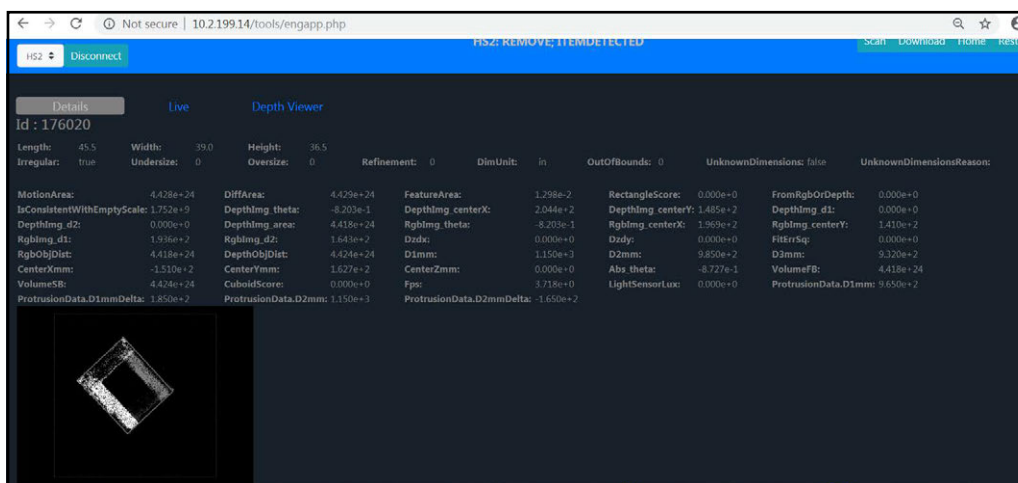 Not secure | 10.2.199.14/tools/engapp.php
HS2: REMOVE; ITEMDETECTED
Scan Download Home
HS2 Disconnect
Details Live Depth Viewer
Id : 176020
Length: 45.5 Width: 39.0 Height: 36.5
Irregular: true Undersize: 0 Oversize: 0 Refinement: 0 DimUnit: in OutOfBounds: 0 UnknownDimensions: false UnknownDimensionsReason:
MotionArea: 4.428e+24 DiffArea: 4.429e+24 FeatureArea: 1.298e-2 RectangleScore: 0.000e+0 FromRgbOrDepth: 0.000e+0
IsConsistentWithEmptyScale: 1.752e+9 DepthImg_theta: -8.203e-1 DepthImg_centerX: 2.044e+2 DepthImg_centerY: 1.485e+2 DepthImg_d1: 0.000e+0
DepthImg_d2: 0.000e+0 DepthImg_area: 4.418e+24 RgbImg_theta: -8.203e-1 RgbImg_centerX: 1.969e+2 RgbImg_centerY: 1.410e+2
RgbImg_d1: 1.936e+2 RgbImg_d2: 1.643e+2 Dzdx: 0.000e+0 Dzdy: 0.000e+0 FitErrSq: 0.000e+0
RgbObjDist: 4.418e+24 DepthObjDist: 4.424e+24 D1mm: 1.150e+3 D2mm: 9.850e+2 D3mm: 9.320e+2
CenterXmm: -1.510e+2 CenterYmm: 1.627e+2 CenterZmm: 0.000e+0 Abs_theta: -8.727e-1 VolumeFB: 4.418e+24
VolumeSB: 4.424e+24 CuboidScore: 0.000e+0 Fps: 3.718e+0 LightSensorLux: 0.000e+0 ProtrusionData.D1mm: 9.650e+2
ProtrusionData.D1mmDelta: 1.850e+2 ProtrusionData.D2mm: 1.150e+3 ProtrusionData.D2mmDelta: -1.650e+2